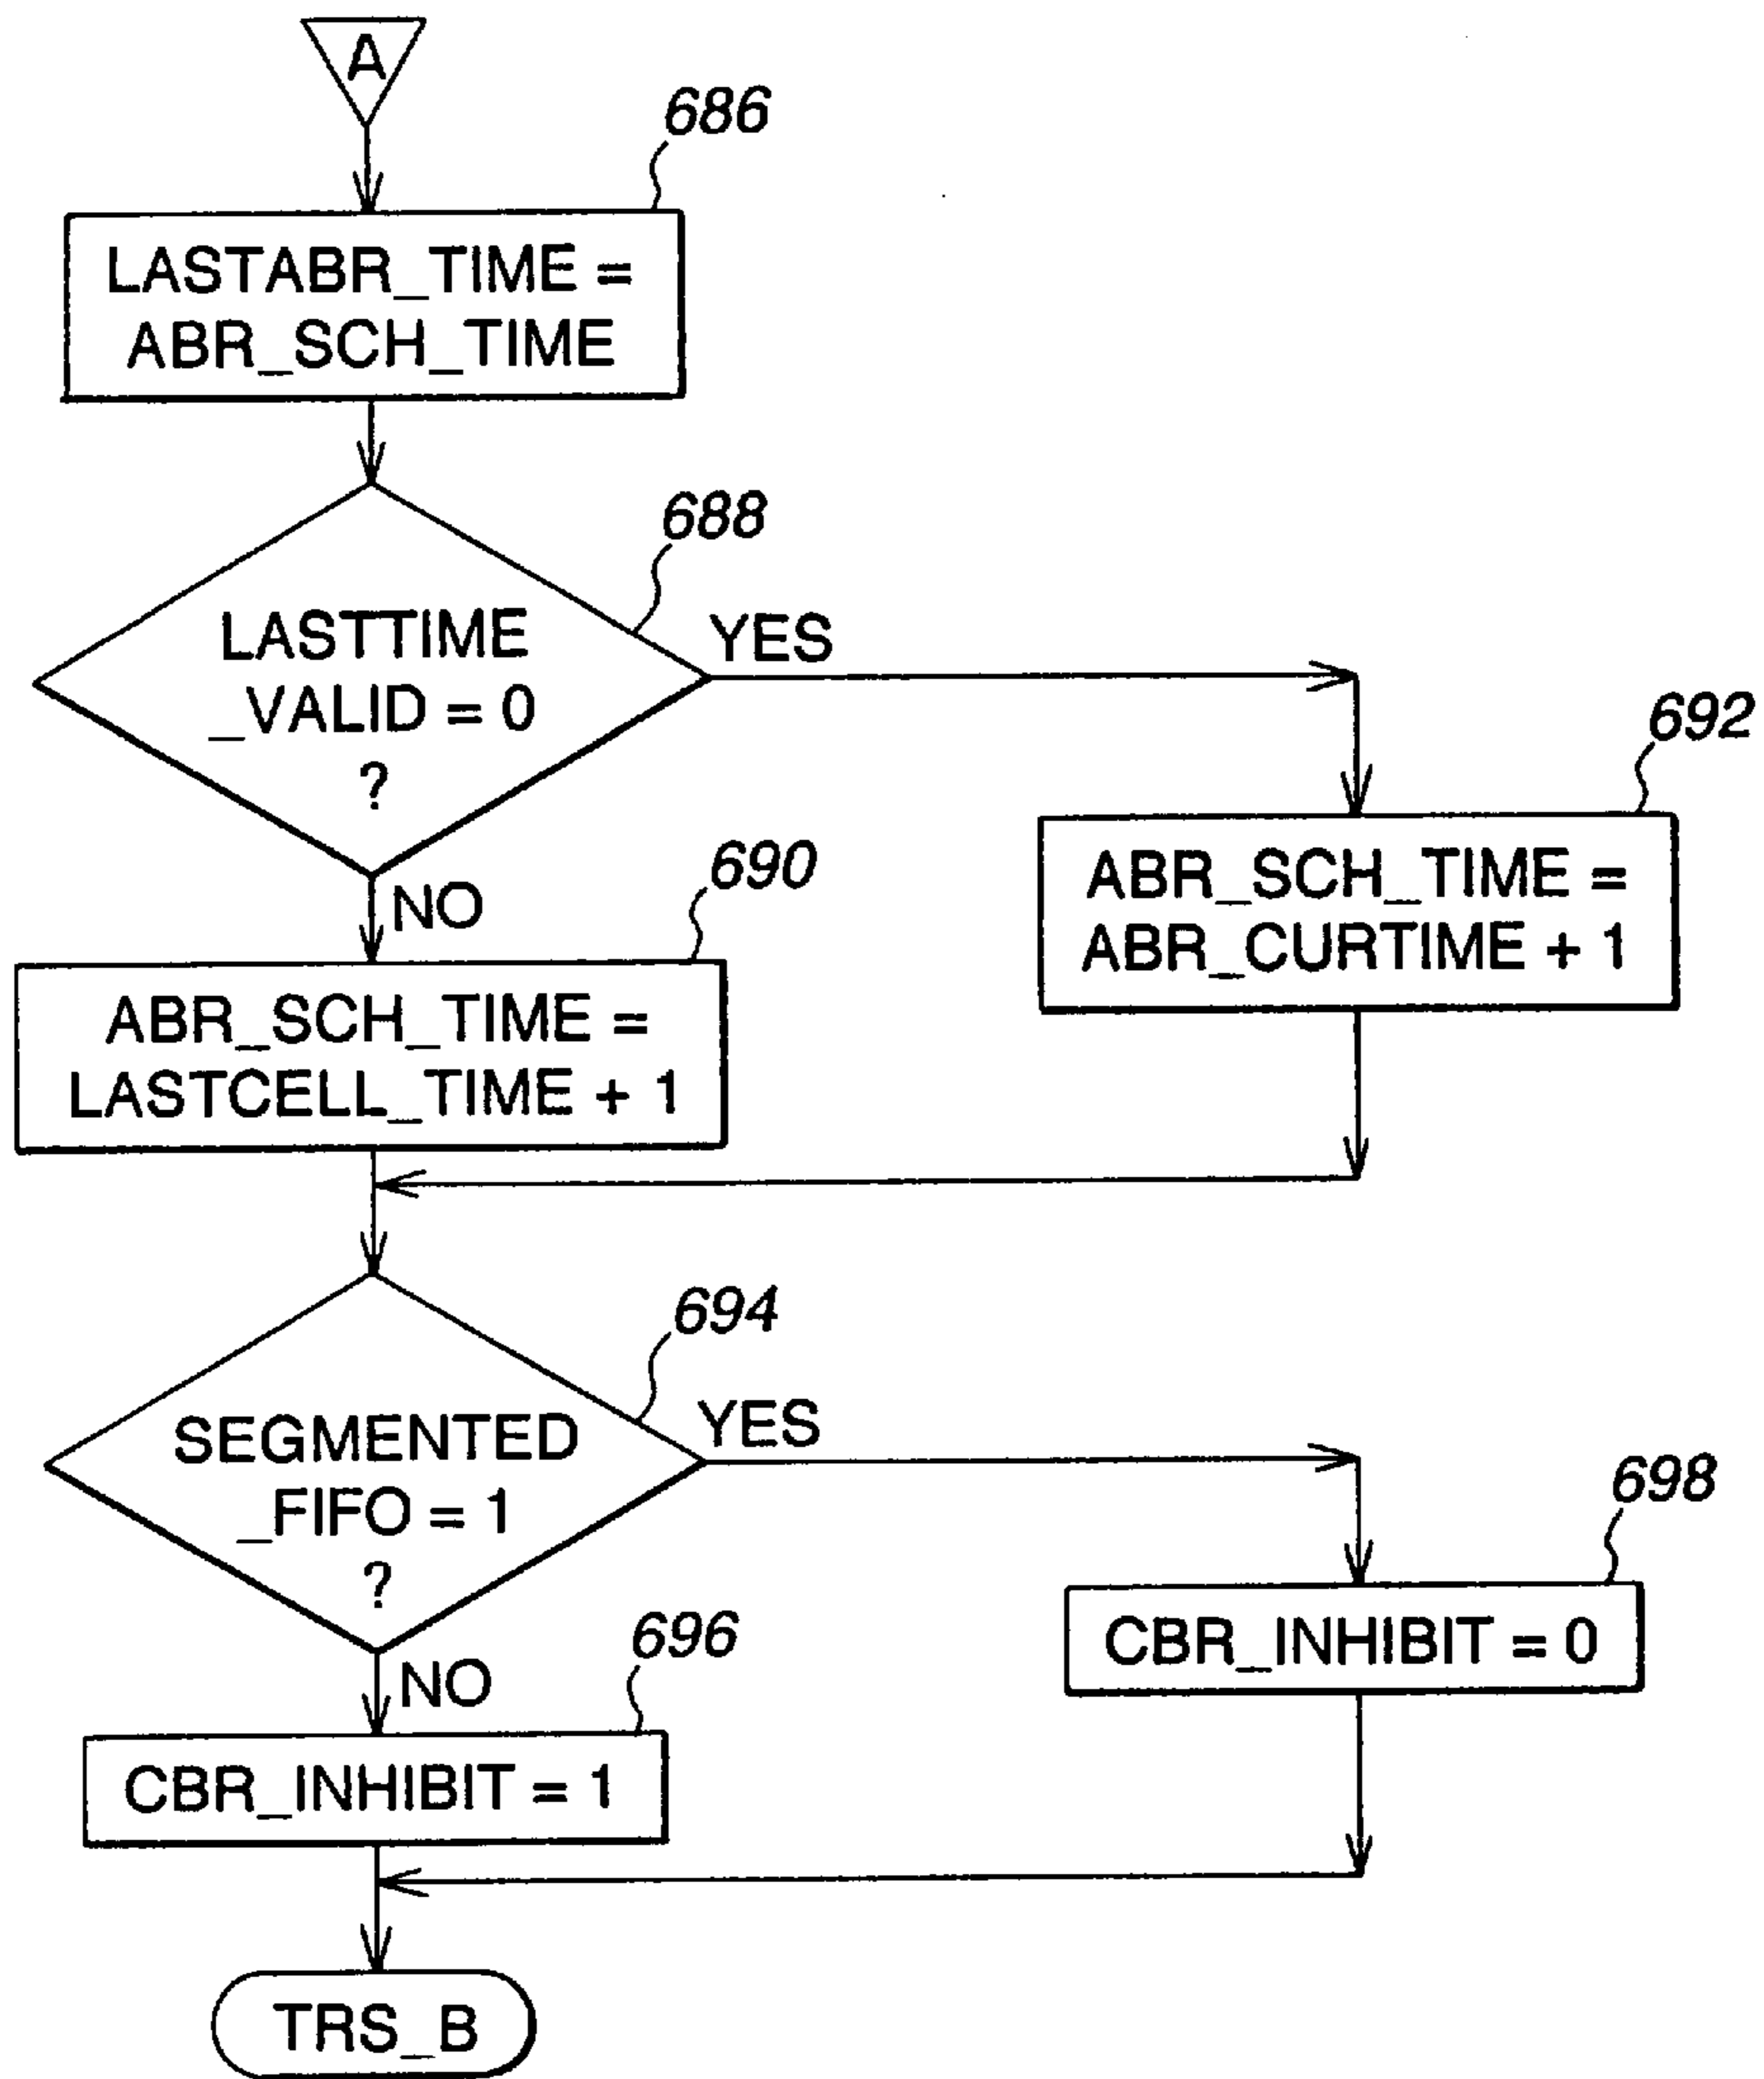 A
686
LASTABR_TIME =
ABR_SCH_TIME
688
LASTTIME
_VALID = 0
?
YES
NO
692
ABR_SCH_TIME =
ABR_CURTIME + 1
690
ABR_SCH_TIME =
LASTCELL_TIME + 1
694
SEGMENTED
_FIFO = 1
?
YES
NO
698
CBR_INHIBIT = 0
696
CBR_INHIBIT = 1
TRS_B